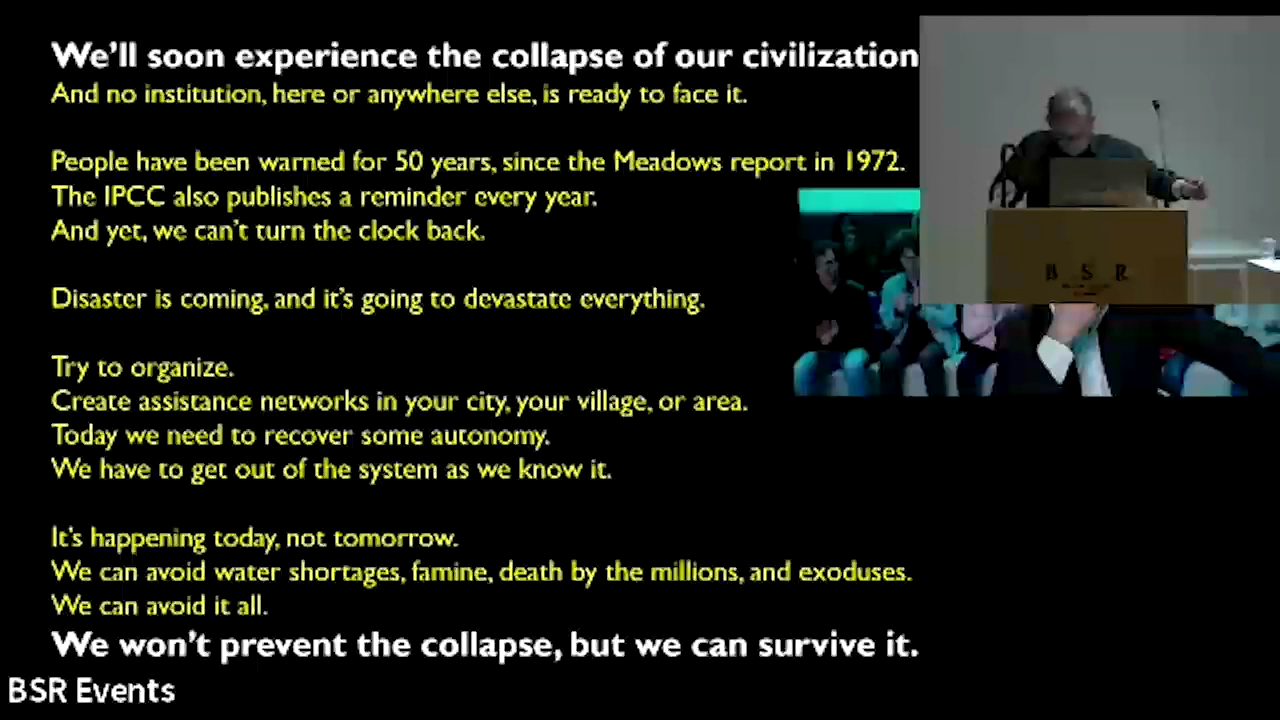 We'll soon experience the collapse of our civilization
And no institution, here or anywhere else, is ready to face it.
People have been warned for 50 years, since the Meadows report in 1972.
The IPCC also publishes a reminder every year.
And yet, we can't turn the clock back.
Disaster is coming, and it's going to devastate everything.
Try to organize.
Create assistance networks in your city, your village, or area.
Today we need to recover some autonomy.
We have to get out of the system as we know it.
It's happening today, not tomorrow.
We can avoid water shortages, famine, death by the millions, and exoduses.
We can avoid it all.
We won't prevent the collapse, but we can survive it.
B S R
BSR Events